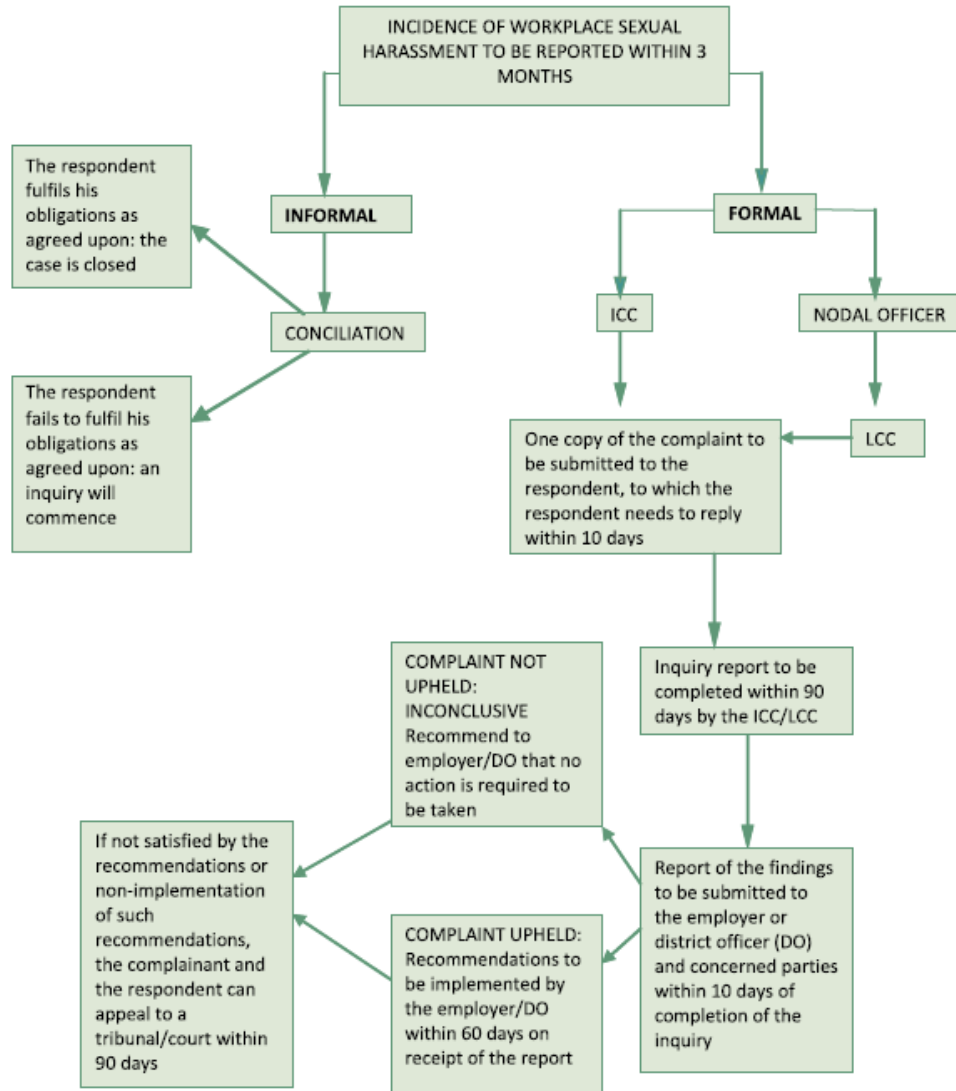 INCIDENCE OF WORKPLACE SEXUAL
HARASSMENT TO BE REPORTED WITHIN 3
MONTHS
The respondent
fulfils his
obligations as
agreed upon: the
case is closed
INFORMAL
FORMAL
CONCILIATION
ICC
NODAL OFFICER
The respondent
fails to fulfil his
obligations as
agreed upon: an
inquiry will
commence
One copy of the complaint to
be submitted to the
respondent, to which the
respondent needs to reply
within 10 days
LCC
Inquiry report to be
completed within 90
days by the ICC/LCC
COMPLAINT NOT
UPHELD:
INCONCLUSIVE
Recommend to
employer/DO that no
action is required to
be taken
Report of the findings
to be submitted to
the employer or
district officer (DO)
and concerned parties
within 10 days of
completion of the
inquiry
COMPLAINT UPHELD:
Recommendations to
be implemented by
the employer/DO
within 60 days on
receipt of the report
If not satisfied by the
recommendations or
non-implementation
of such
recommendations,
the complainant and
the respondent can
appeal to a
tribunal/court within
90 days